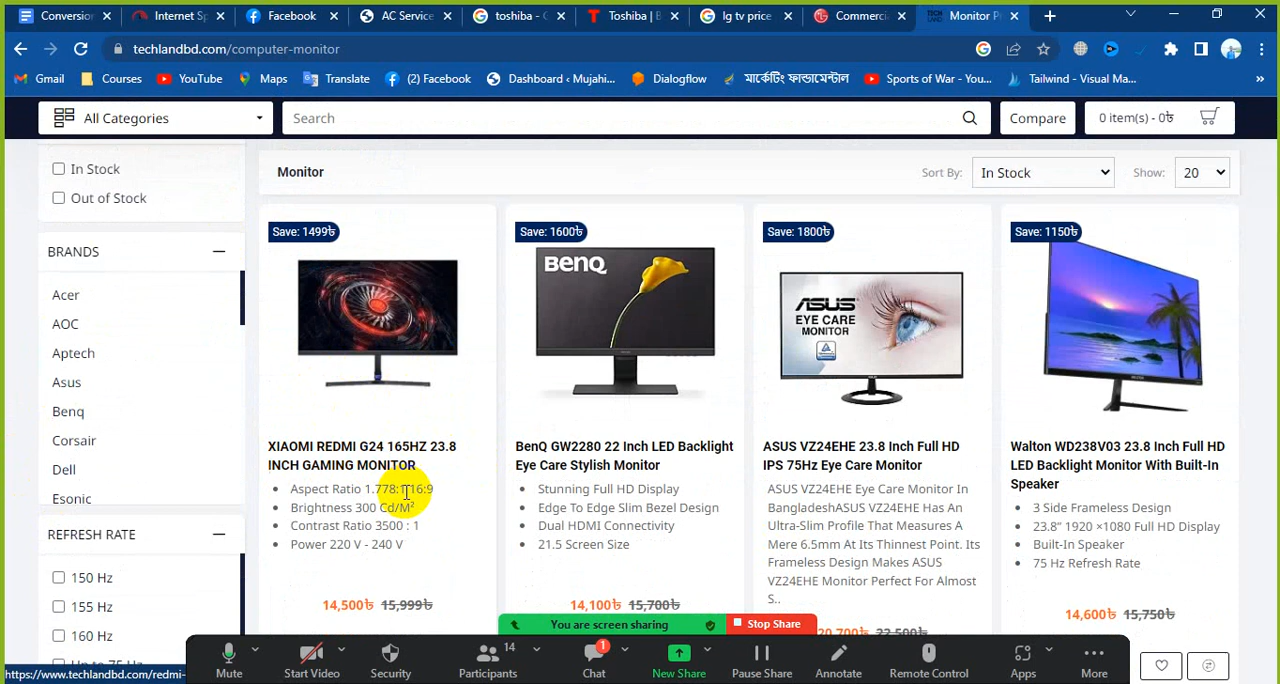 Conversion
Internet Sp
Facebook
AC Service
toshiba - G
Toshiba | B
lg tv price
Commerci
Monitor P
techlandbd.com/computer-monitor
Gmail
Courses
YouTube
Maps
Translate
(2) Facebook
Dashboard ‹ Mujahi...
Dialogflow
মার্কেটিং ফান্ডামেন্টাল
Sports of War - You...
Tailwind - Visual Ma...
»
All Categories
Search
Compare
0 item(s) - 0৳
In Stock
Out of Stock
BRANDS
Acer
AOC
Aptech
Asus
Benq
Corsair
Dell
Esonic
REFRESH RATE
150 Hz
155 Hz
160 Hz
Up to 75 Hz
Monitor
Sort By:
In Stock
Show:
20
Save: 1499৳
XIAOMI REDMI G24 165HZ 23.8
INCH GAMING MONITOR
• Aspect Ratio 1.778:1 16:9
• Brightness 300 Cd/M²
• Contrast Ratio 3500 : 1
• Power 220 V - 240 V
14,500৳ 15,999৳
Save: 1600৳
BenQ
BenQ GW2280 22 Inch LED Backlight
Eye Care Stylish Monitor
• Stunning Full HD Display
• Edge To Edge Slim Bezel Design
• Dual HDMI Connectivity
• 21.5 Screen Size
14,100৳ 15,700৳
Save: 1800৳
ASUS
EYE CARE
MONITOR
ASUS VZ24EHE 23.8 Inch Full HD
IPS 75Hz Eye Care Monitor
ASUS VZ24EHE Eye Care Monitor In
BangladeshASUS VZ24EHE Has An
Ultra-Slim Profile That Measures A
Mere 6.5mm At Its Thinnest Point. Its
Frameless Design Makes ASUS
VZ24EHE Monitor Perfect For Almost
S..
20,700৳ 22,500৳
Save: 1150৳
Walton WD238V03 23.8 Inch Full HD
LED Backlight Monitor With Built-In
Speaker
• 3 Side Frameless Design
• 23.8” 1920 ×1080 Full HD Display
• Built-In Speaker
• 75 Hz Refresh Rate
14,600৳ 15,750৳
You are screen sharing
Stop Share
Mute
Start Video
Security
14
Participants
1
Chat
New Share
Pause Share
Annotate
Remote Control
Apps
More
https://www.techlandbd.com/redmi-